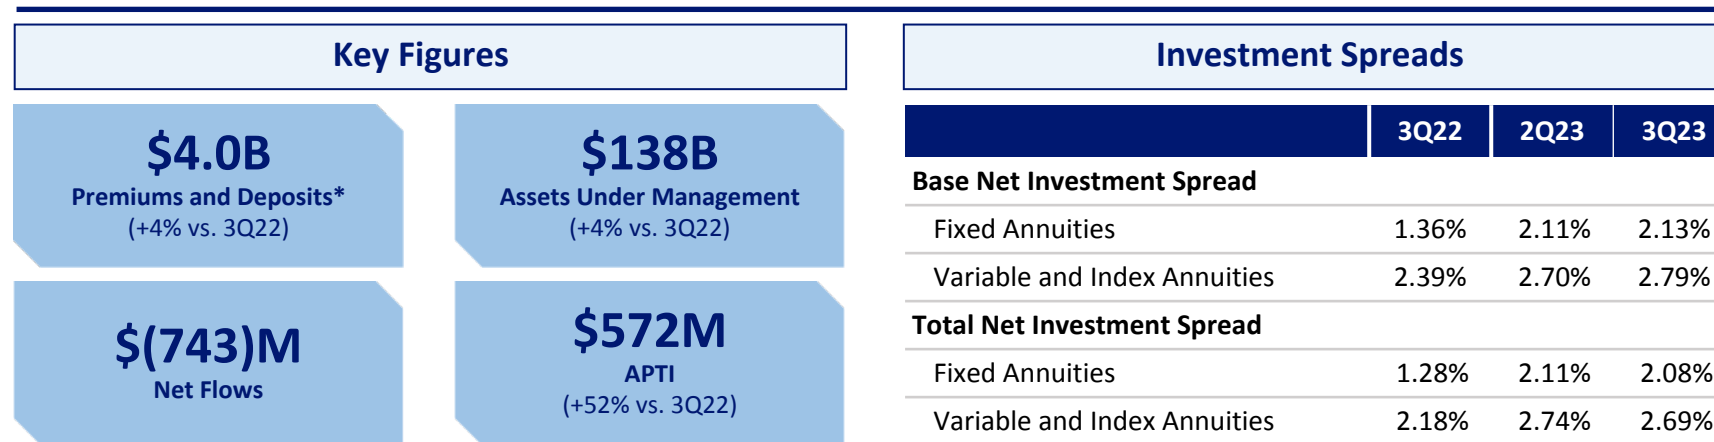 Key Figures
$4.0B
Premiums and Deposits*
(+4% vs. 3Q22)
$138B
Assets Under Management
(+4% vs. 3Q22)
$(743)M
Net Flows
$572M
APTI
(+52% vs. 3Q22)
Investment Spreads
3Q22 2Q23 3Q23
Base Net Investment Spread
Fixed Annuities 1.36% 2.11% 2.13%
Variable and Index Annuities 2.39% 2.70% 2.79%
Total Net Investment Spread
Fixed Annuities 1.28% 2.11% 2.08%
Variable and Index Annuities 2.18% 2.74% 2.69%